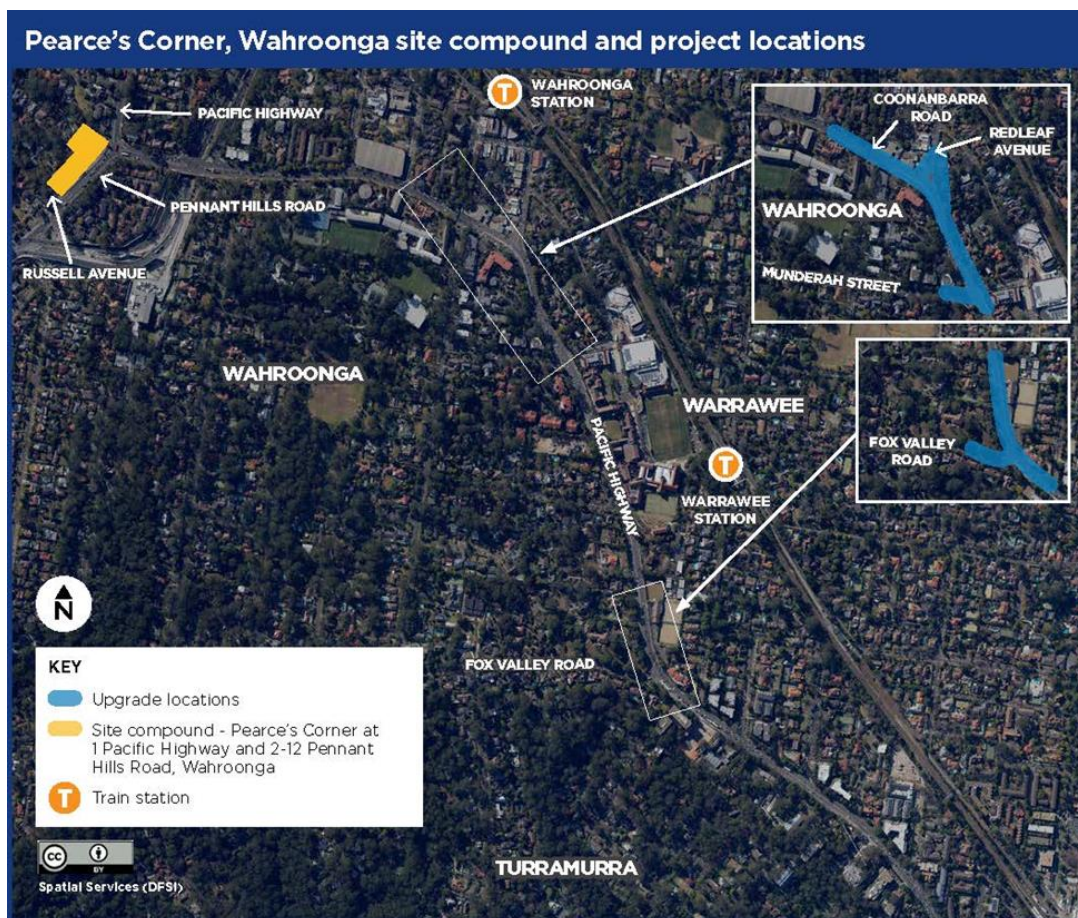 Pearce's Corner, Wahroonga site compound and project locations
T
WAHROONGA
STATION
PACIFIC HIGHWAY
PENNANT HILLS ROAD
RUSSELL AVENUE
COONANBARRA
ROAD
REDLEAF
AVENUE
WAHROONGA
MUNDERAH STREET
WAHROONGA
WARRAWEE
PACIFIC HIGHWAY
T
WARRAWEE
STATION
FOX VALLEY
ROAD
FOX VALLEY ROAD
N
KEY
Upgrade locations
Site compound - Pearce's Corner at
1 Pacific Highway and 2-12 Pennant
Hills Road, Wahroonga
T Train station
CC BY
Spatial Services (DFSI)
TURRAMURRA